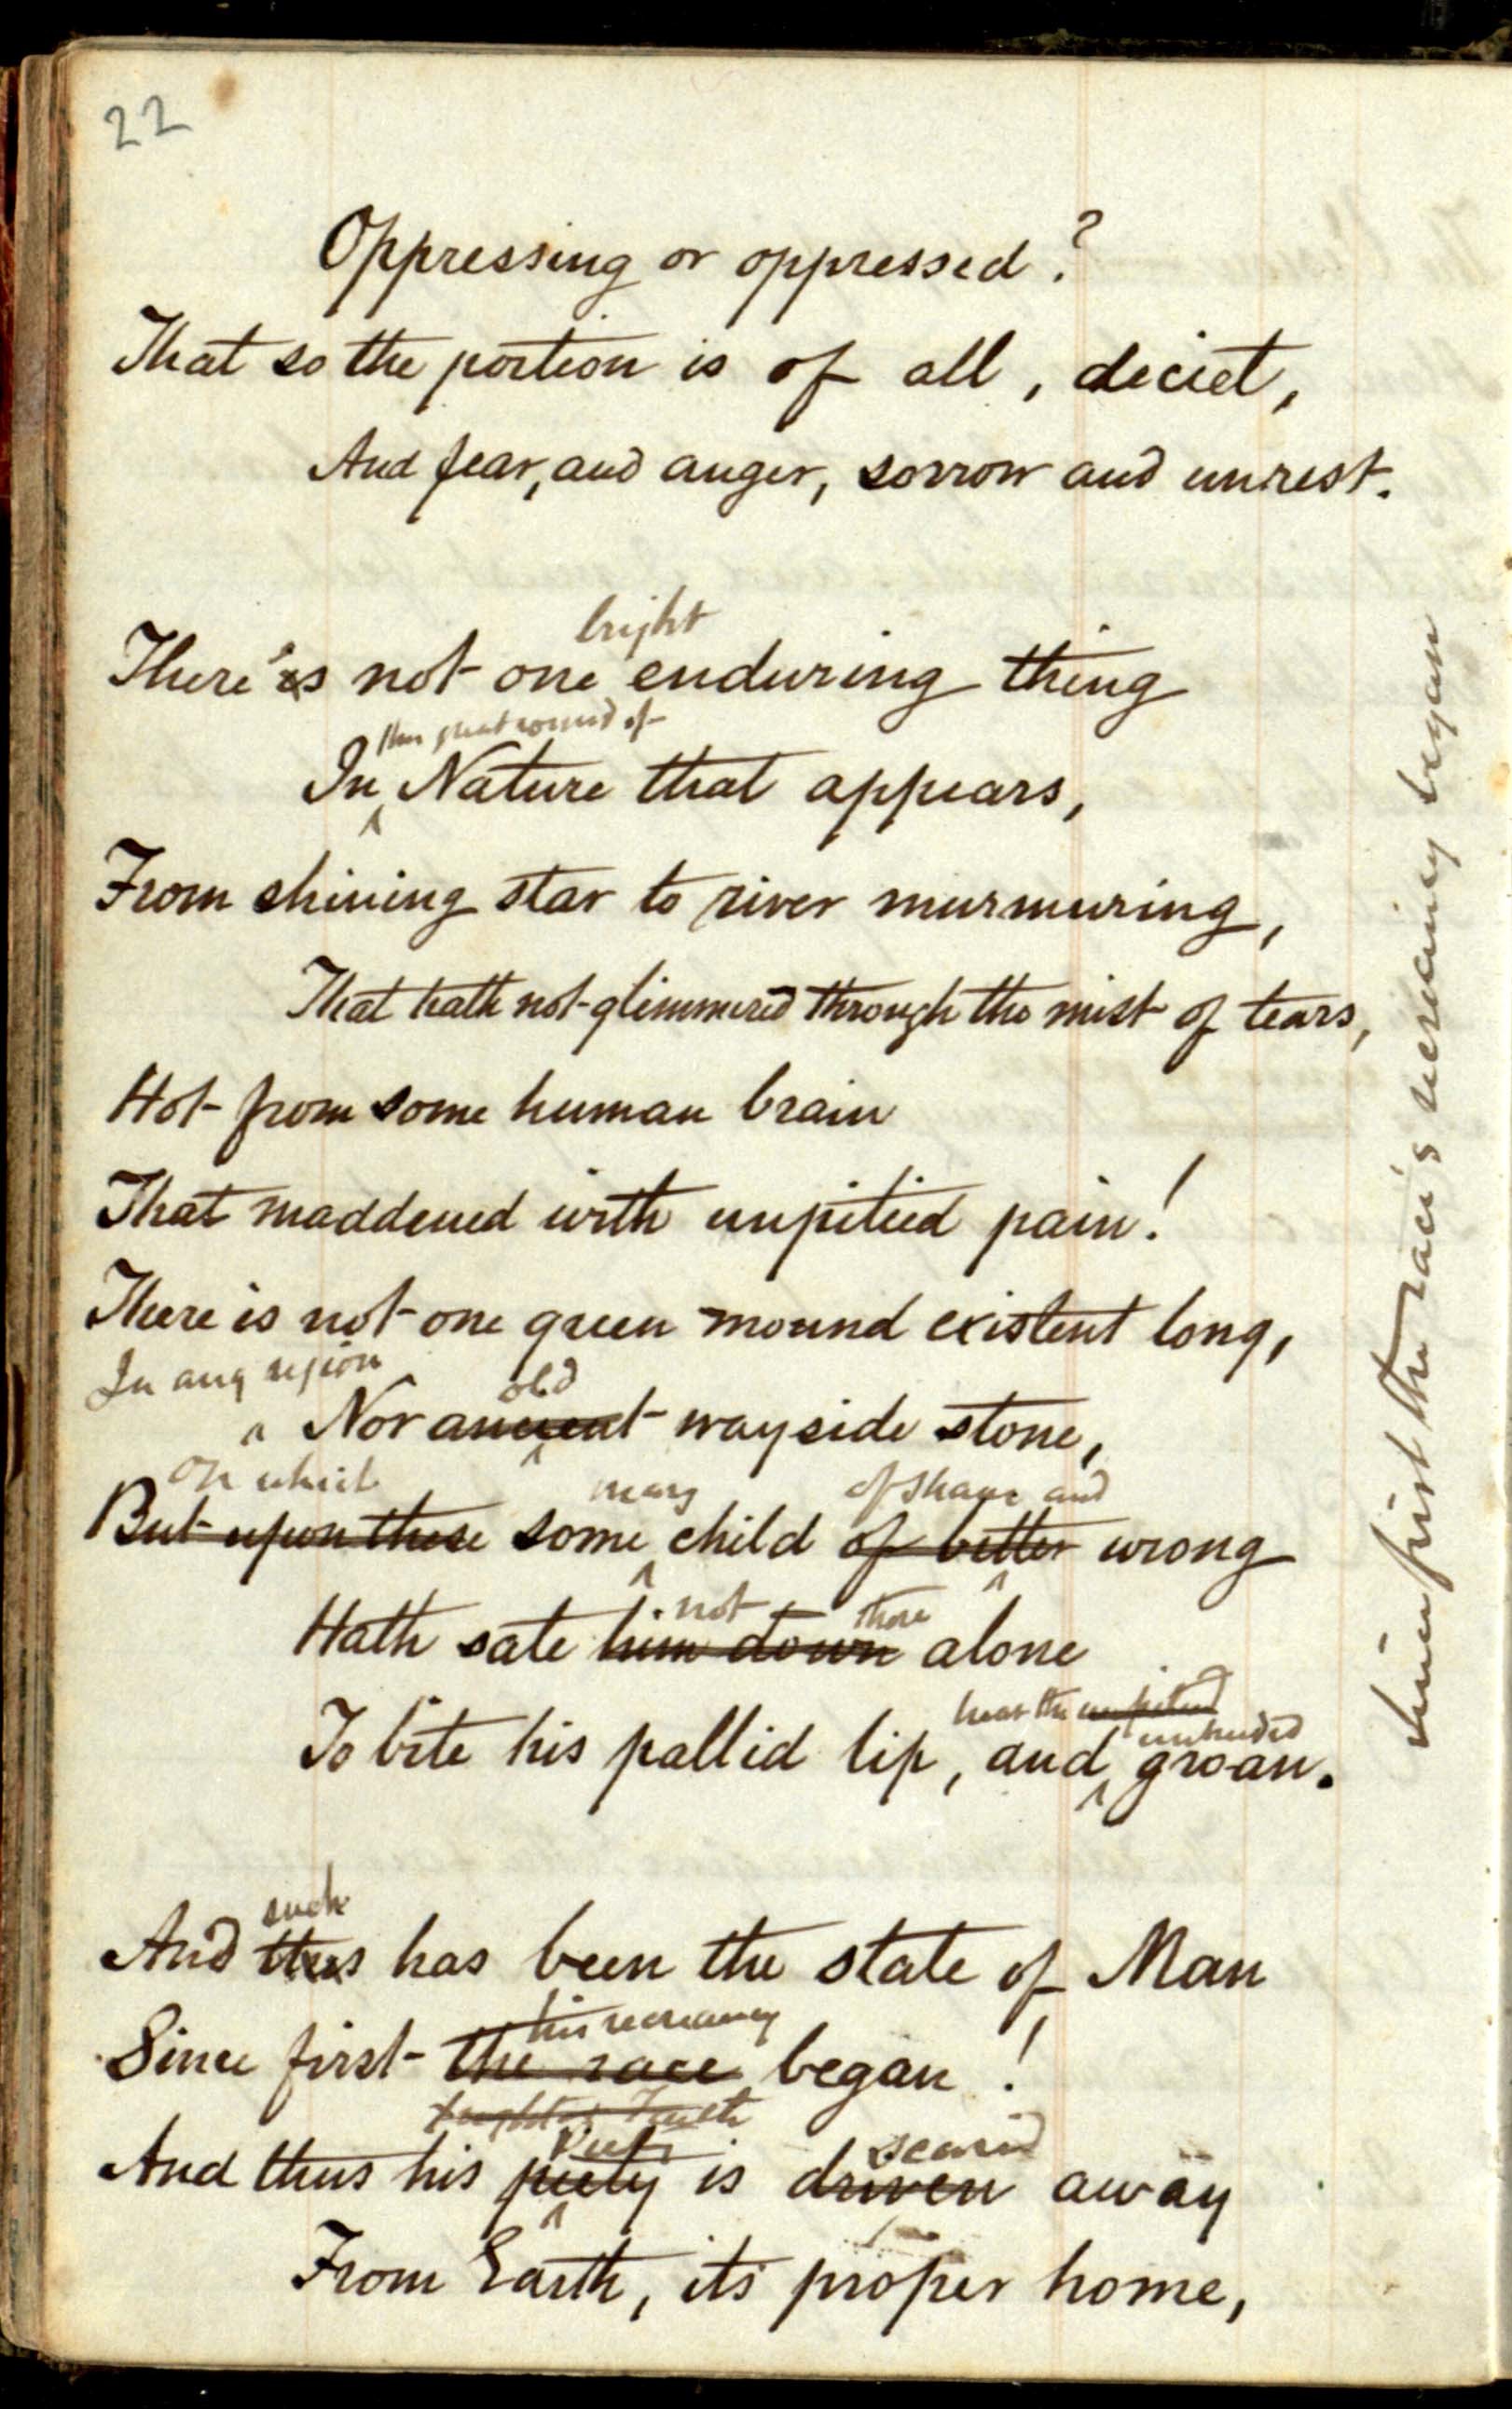 22
Oppressing or oppressed?
That so the portion is of all, deciet,
And fear, and anger, sorrow and unrest.
bright
There's not one enduring thing
this great round of
In Nature that appears,
From shining star to river murmuring,
That hath not glimmered through the mist of tears,
Hot from some human brain
That maddened with unpitied pain!
There is not one green mound existent long,
In any region
old
Nor ancient wayside stone,
On which many of shame and
But upon these some child of bitter wrong
not there
Hath sate him down alone
hear the unpitied
unheeded
To bite his pallid lip, and groan.
such
And thus has been the state of Man
his recreancy
Since first the race began!
Truth
Piety scared
And thus his piety is driven away
From Earth, its proper home,
Since first the race's recreancy began